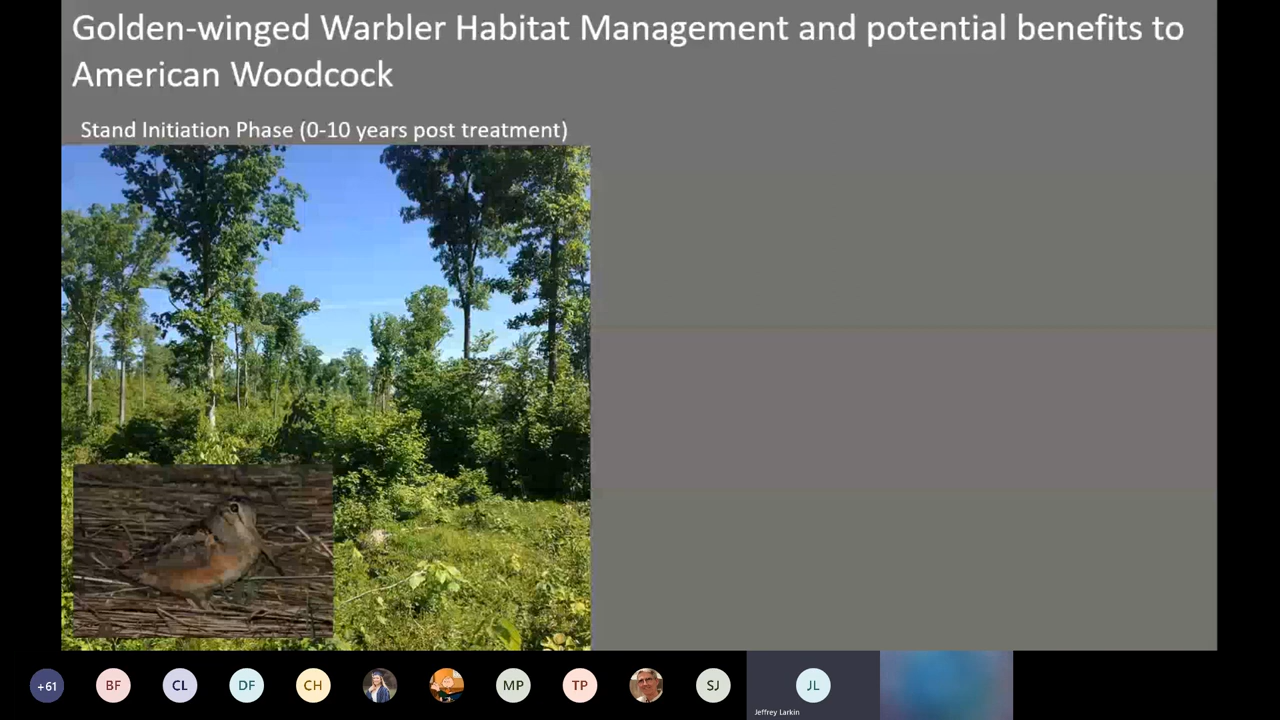 Golden-winged Warbler Habitat Management and potential benefits to
American Woodcock
Stand Initiation Phase (0-10 years post treatment)
+61
BF
CL
DF
CH
MP
TP
SJ
JL
Jeffrey Larkin